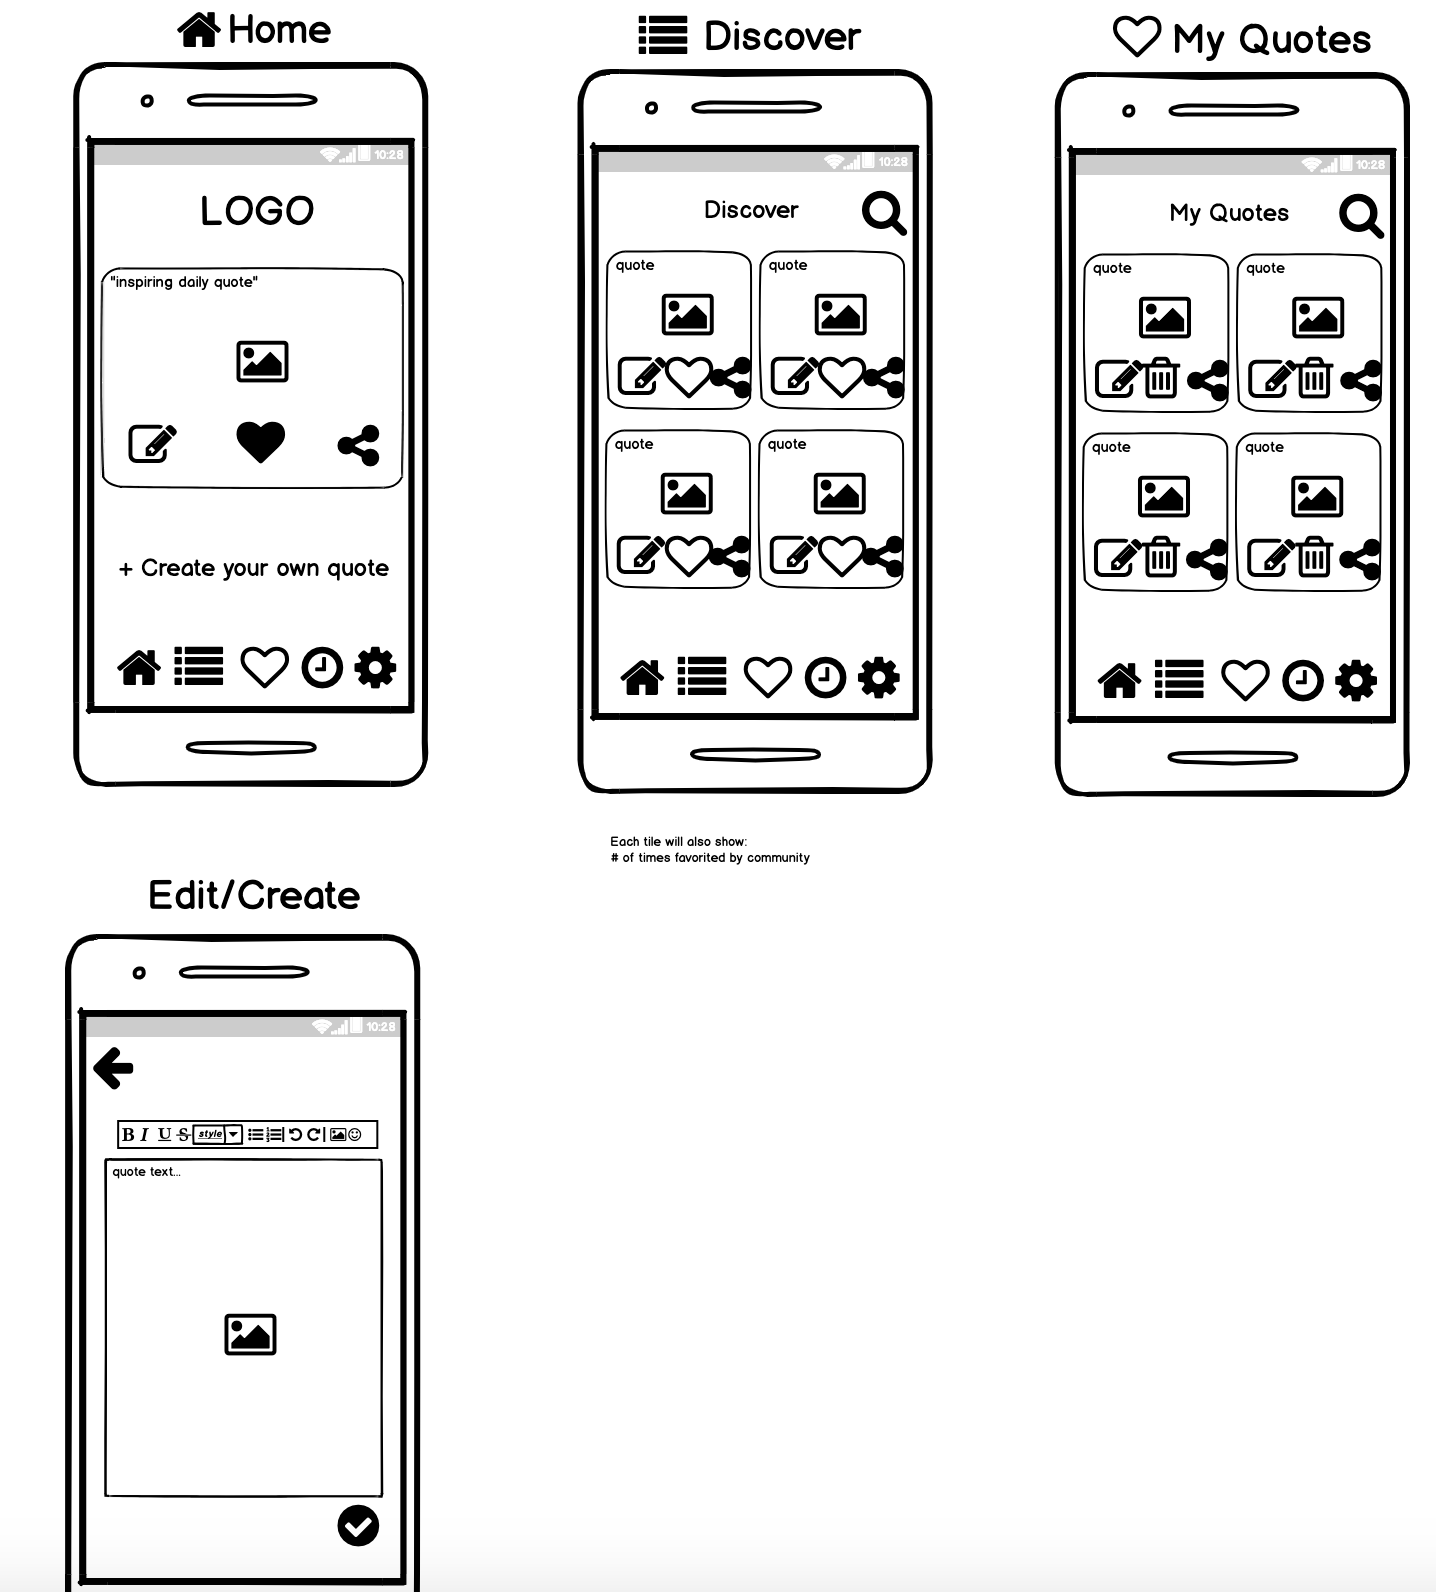 Home
10:28
LOGO
"inspiring daily quote"
+ Create your own quote
Discover
10:28
Discover
quote
quote
quote
quote
Each tile will also show:
# of times favorited by community
My Quotes
10:28
My Quotes
quote
quote
quote
quote
Edit/Create
10:28
B I U S style
quote text...